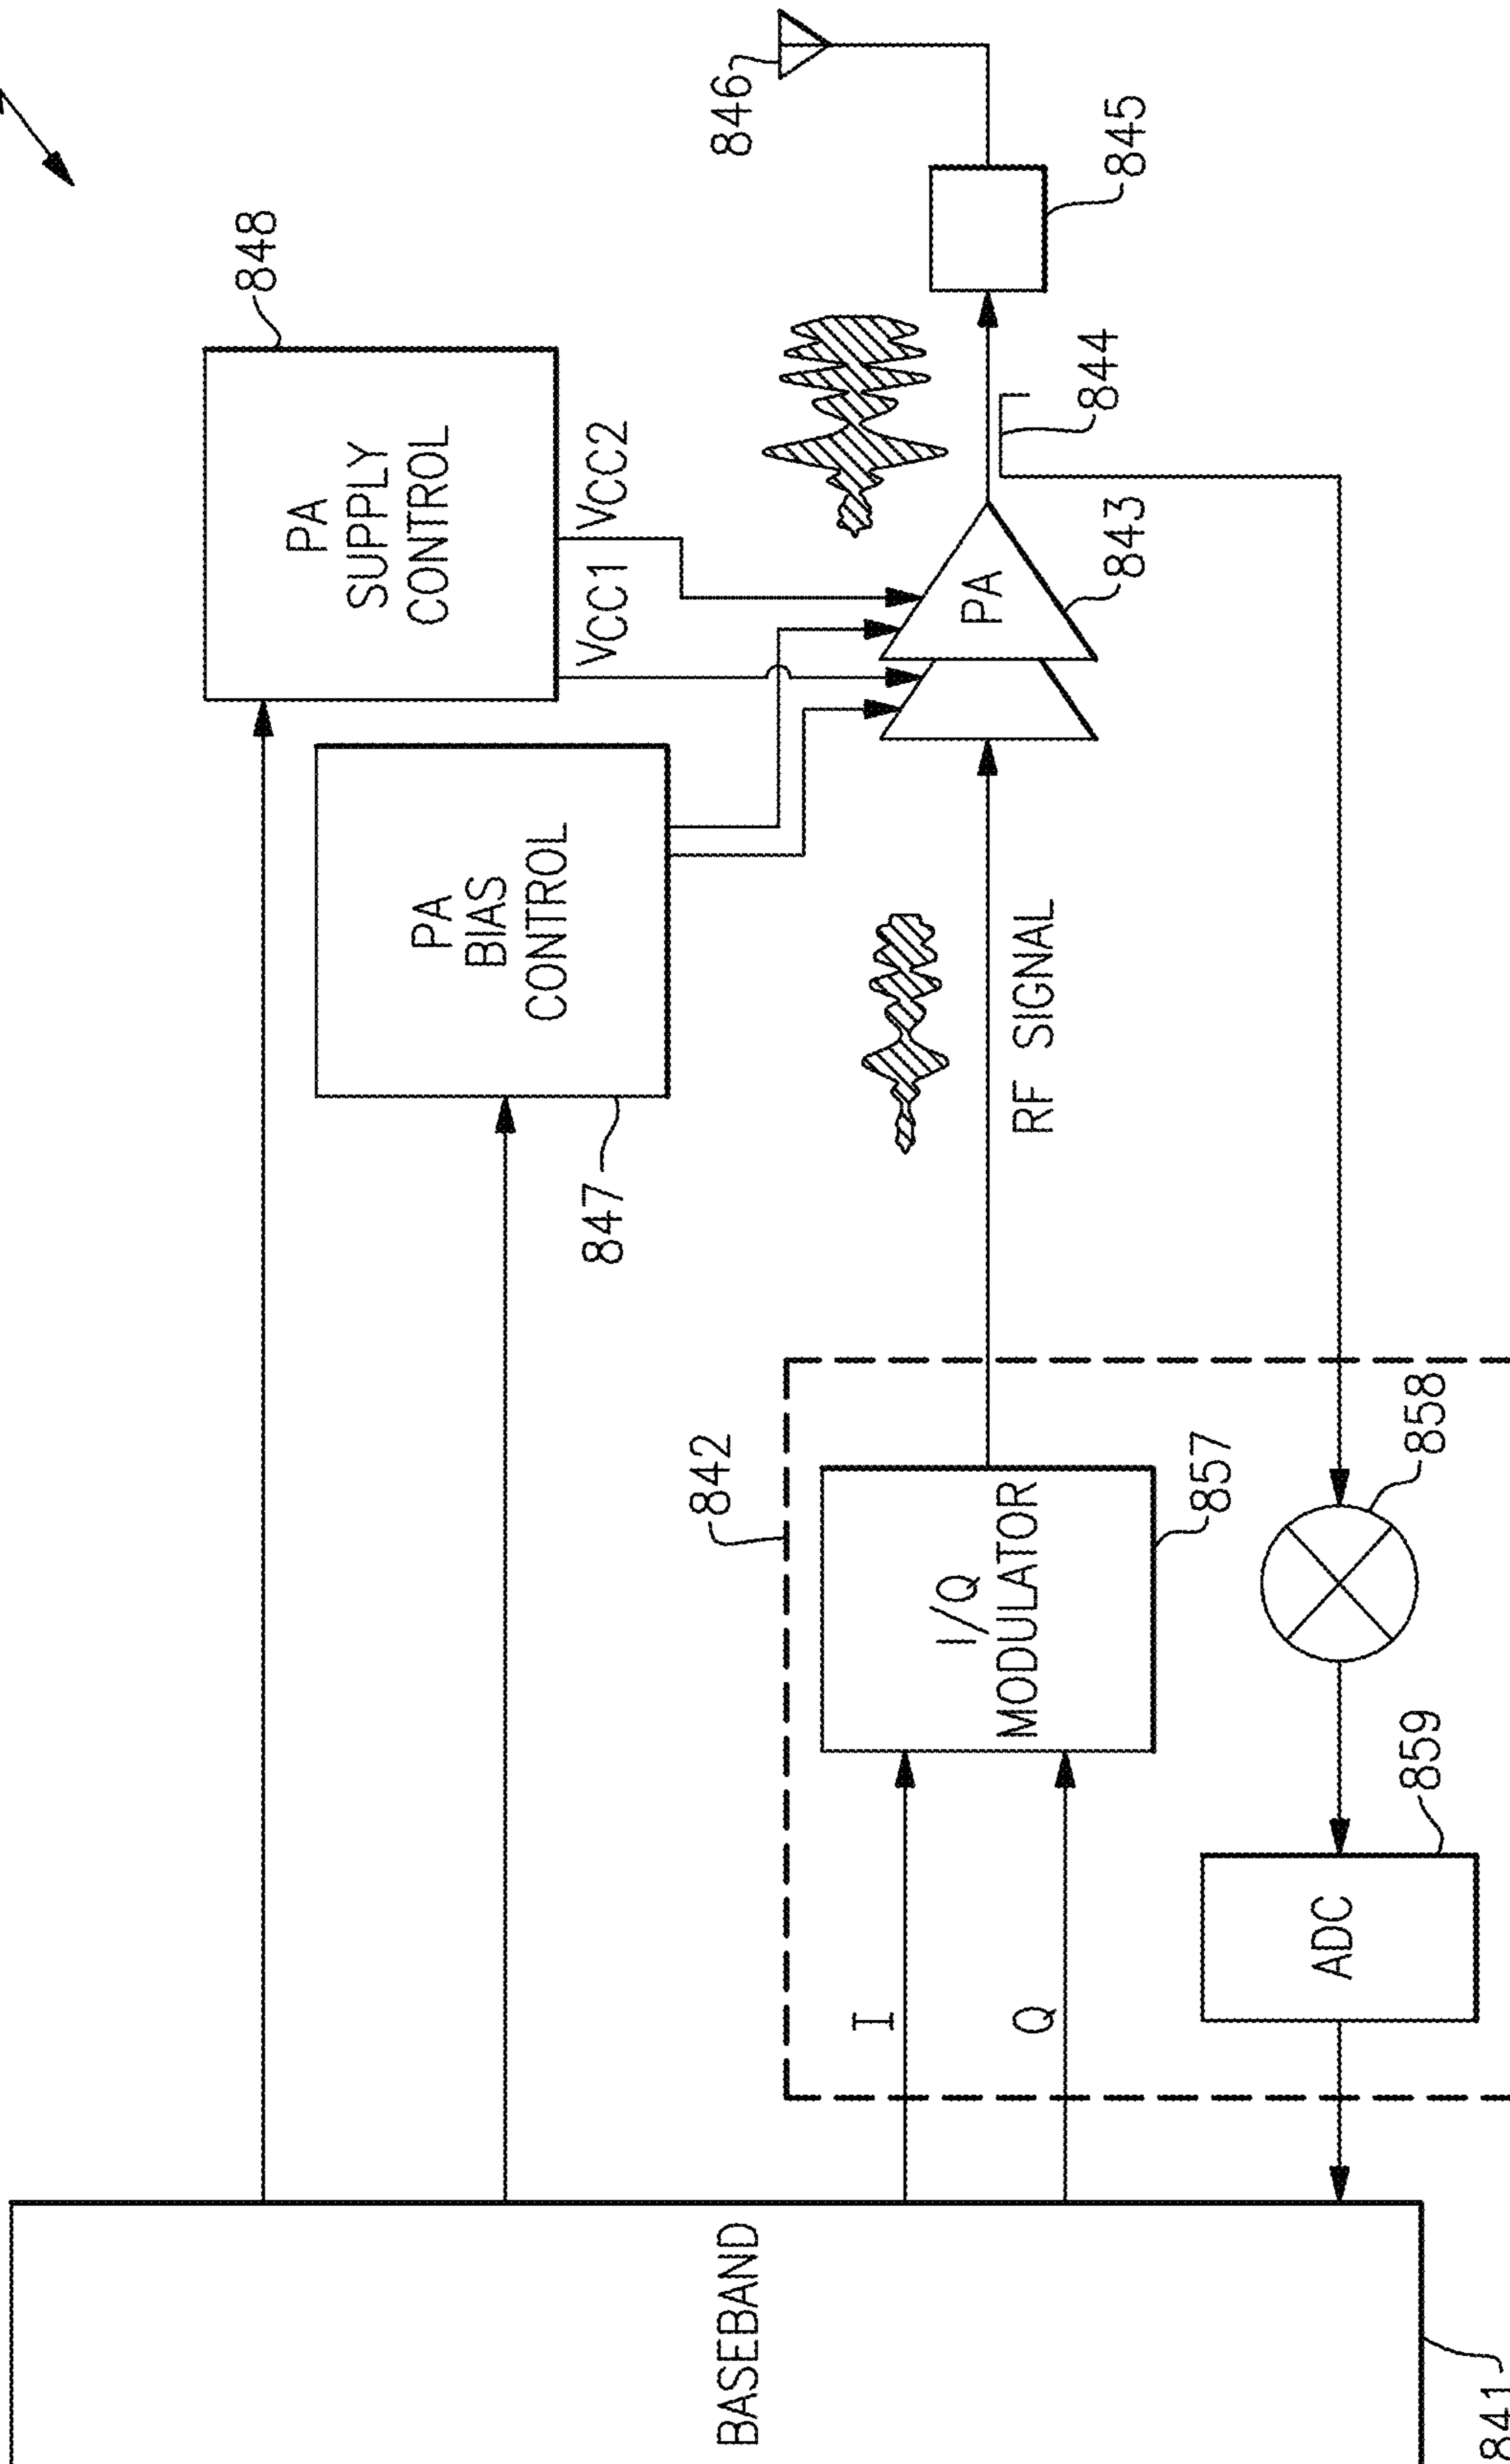 848
PA
SUPPLY
CONTROL
VCC1
VCC2
PA
BIAS
CONTROL
847
846
845
844
PA
843
RF SIGNAL
842
I/Q
MODULATOR
857
I
Q
858
ADC
859
BASEBAND
841